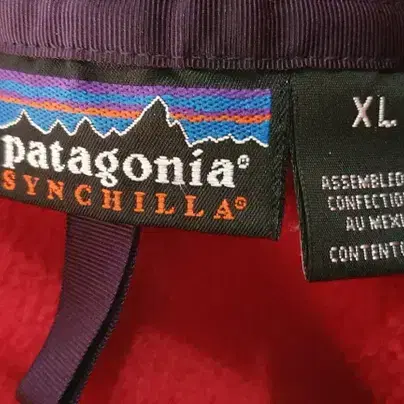 patagonia®
SYNCHILLA®
XL
ASSEMBLED
CONFECTION
AU MEXI
CONTENT